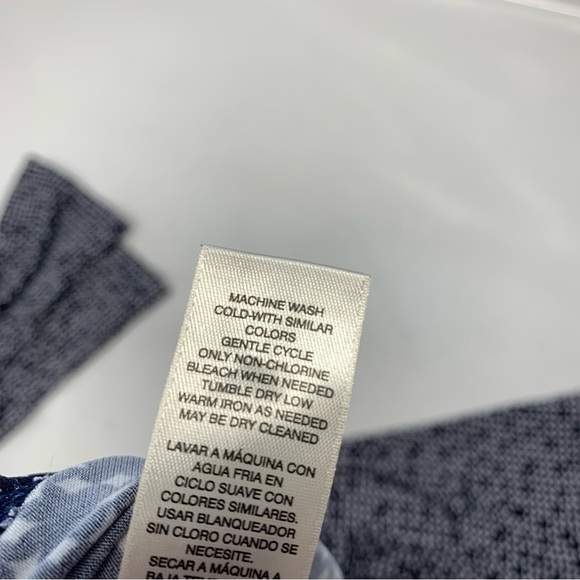 MACHINE WASH
COLD-WITH SIMILAR
COLORS
GENTLE CYCLE
ONLY NON-CHLORINE
BLEACH WHEN NEEDED
TUMBLE DRY LOW
WARM IRON AS NEEDED
MAY BE DRY CLEANED
LAVAR A MÁQUINA CON
AGUA FRIA EN
CICLO SUAVE CON
COLORES SIMILARES.
USAR BLANQUEADOR
SIN CLORO CUANDO SE
NECESITE.
SECAR A MÁQUINA A
BAJA